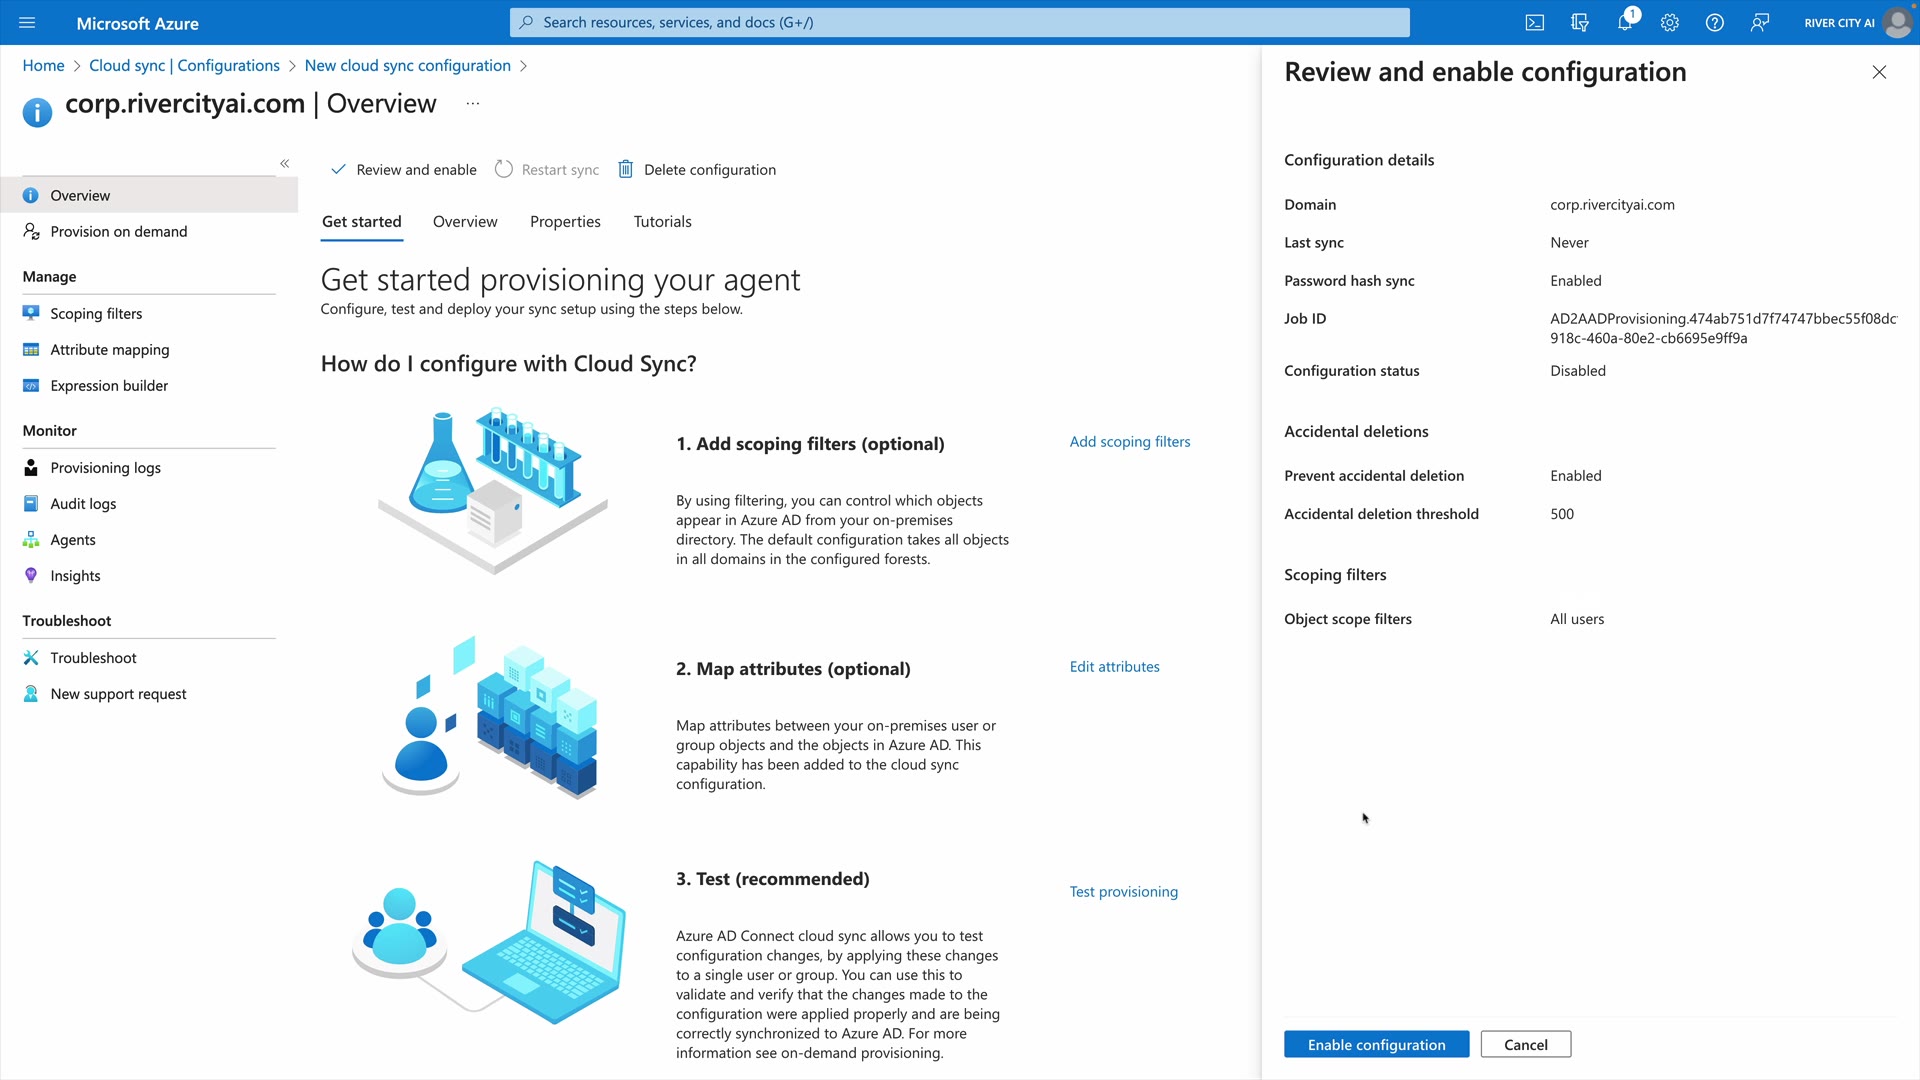 Microsoft Azure
Search resources, services, and docs (G+/)
1
RIVER CITY AI
Home > Cloud sync | Configurations > New cloud sync configuration >
corp.rivercityai.com | Overview ...
«
Overview
Provision on demand
Manage
Scoping filters
Attribute mapping
Expression builder
Monitor
Provisioning logs
Audit logs
Agents
Insights
Troubleshoot
Troubleshoot
New support request
Review and enable
Restart sync
Delete configuration
Get started
Overview
Properties
Tutorials
Get started provisioning your agent
Configure, test and deploy your sync setup using the steps below.
How do I configure with Cloud Sync?
1. Add scoping filters (optional)
Add scoping filters
By using filtering, you can control which objects
appear in Azure AD from your on-premises
directory. The default configuration takes all objects
in all domains in the configured forests.
2. Map attributes (optional)
Edit attributes
Map attributes between your on-premises user or
group objects and the objects in Azure AD. This
capability has been added to the cloud sync
configuration.
3. Test (recommended)
Test provisioning
Azure AD Connect cloud sync allows you to test
configuration changes, by applying these changes
to a single user or group. You can use this to
validate and verify that the changes made to the
configuration were applied properly and are being
correctly synchronized to Azure AD. For more
information see on-demand provisioning.
Review and enable configuration
Configuration details
Domain corp.rivercityai.com
Last sync Never
Password hash sync Enabled
Job ID AD2AADProvisioning.474ab751d7f74747bbec55f08dc
918c-460a-80e2-cb6695e9ff9a
Configuration status Disabled
Accidental deletions
Prevent accidental deletion Enabled
Accidental deletion threshold 500
Scoping filters
Object scope filters All users
Enable configuration
Cancel